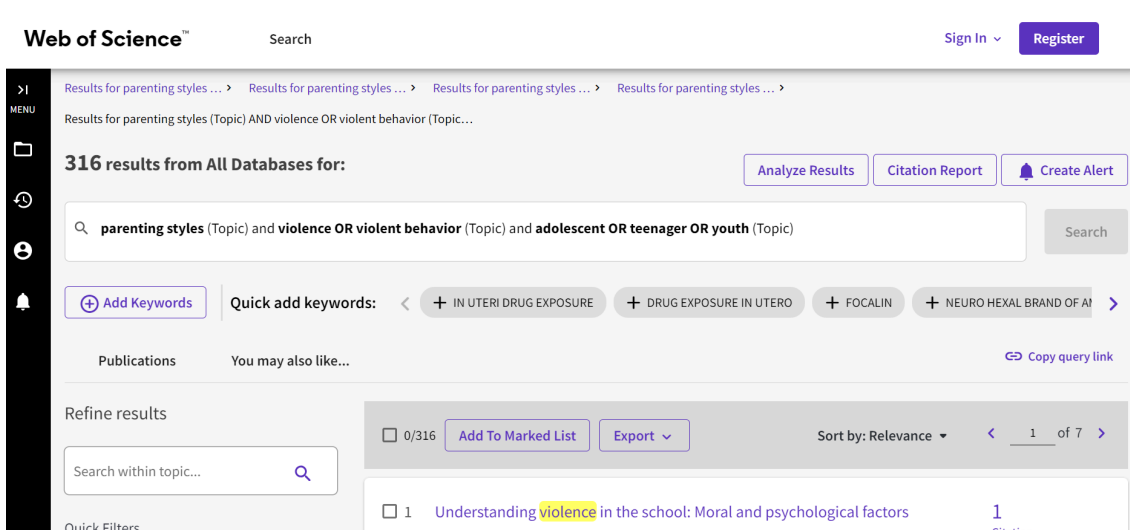 Web of Science™
Search
Sign In
Register
MENU
Results for parenting styles … > Results for parenting styles … > Results for parenting styles … > Results for parenting styles … >
Results for parenting styles (Topic) AND violence OR violent behavior (Topic…
316 results from All Databases for:
Analyze Results
Citation Report
Create Alert
parenting styles (Topic) and violence OR violent behavior (Topic) and adolescent OR teenager OR youth (Topic)
Search
Add Keywords
Quick add keywords:
+ IN UTERI DRUG EXPOSURE
+ DRUG EXPOSURE IN UTERO
+ FOCALIN
+ NEURO HEXAL BRAND OF
Publications
You may also like...
Copy query link
Refine results
0/316
Add To Marked List
Export
Sort by: Relevance
1 of 7
Search within topic...
1 Understanding violence in the school: Moral and psychological factors
1
Quick Filters